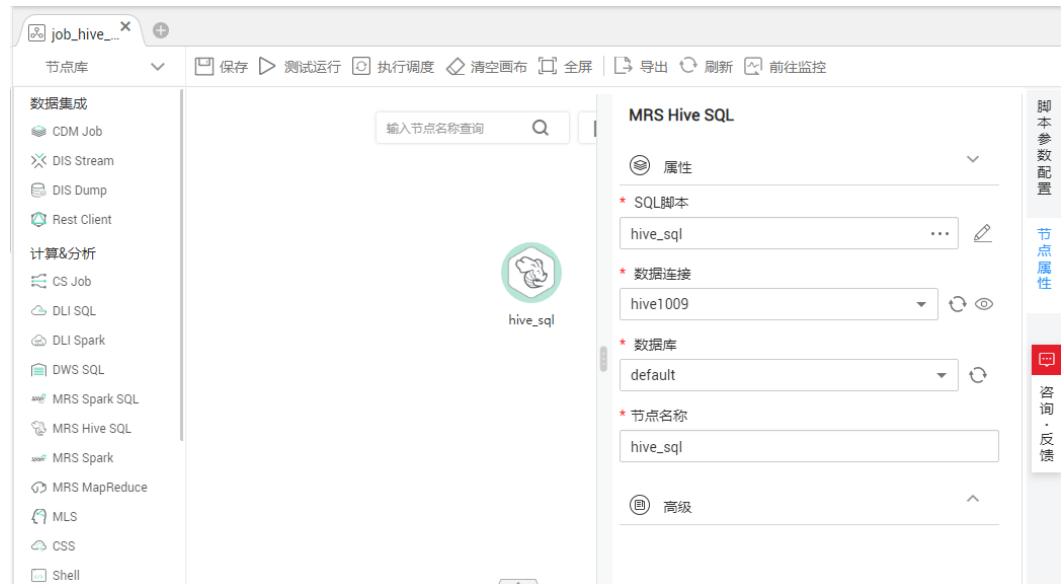 job_hive_...
节点库
保存
测试运行
执行调度
清空画布
全屏
导出
刷新
前往监控
数据集成
CDM Job
DIS Stream
DIS Dump
Rest Client
计算&分析
CS Job
DLI SQL
DLI Spark
DWS SQL
MRS Spark SQL
MRS Hive SQL
MRS Spark
MRS MapReduce
MLS
CSS
Shell
输入节点名称查询
hive_sql
MRS Hive SQL
属性
* SQL脚本
hive_sql
* 数据连接
hive1009
* 数据库
default
* 节点名称
hive_sql
高级
脚本参数配置
节点属性
咨询·反馈